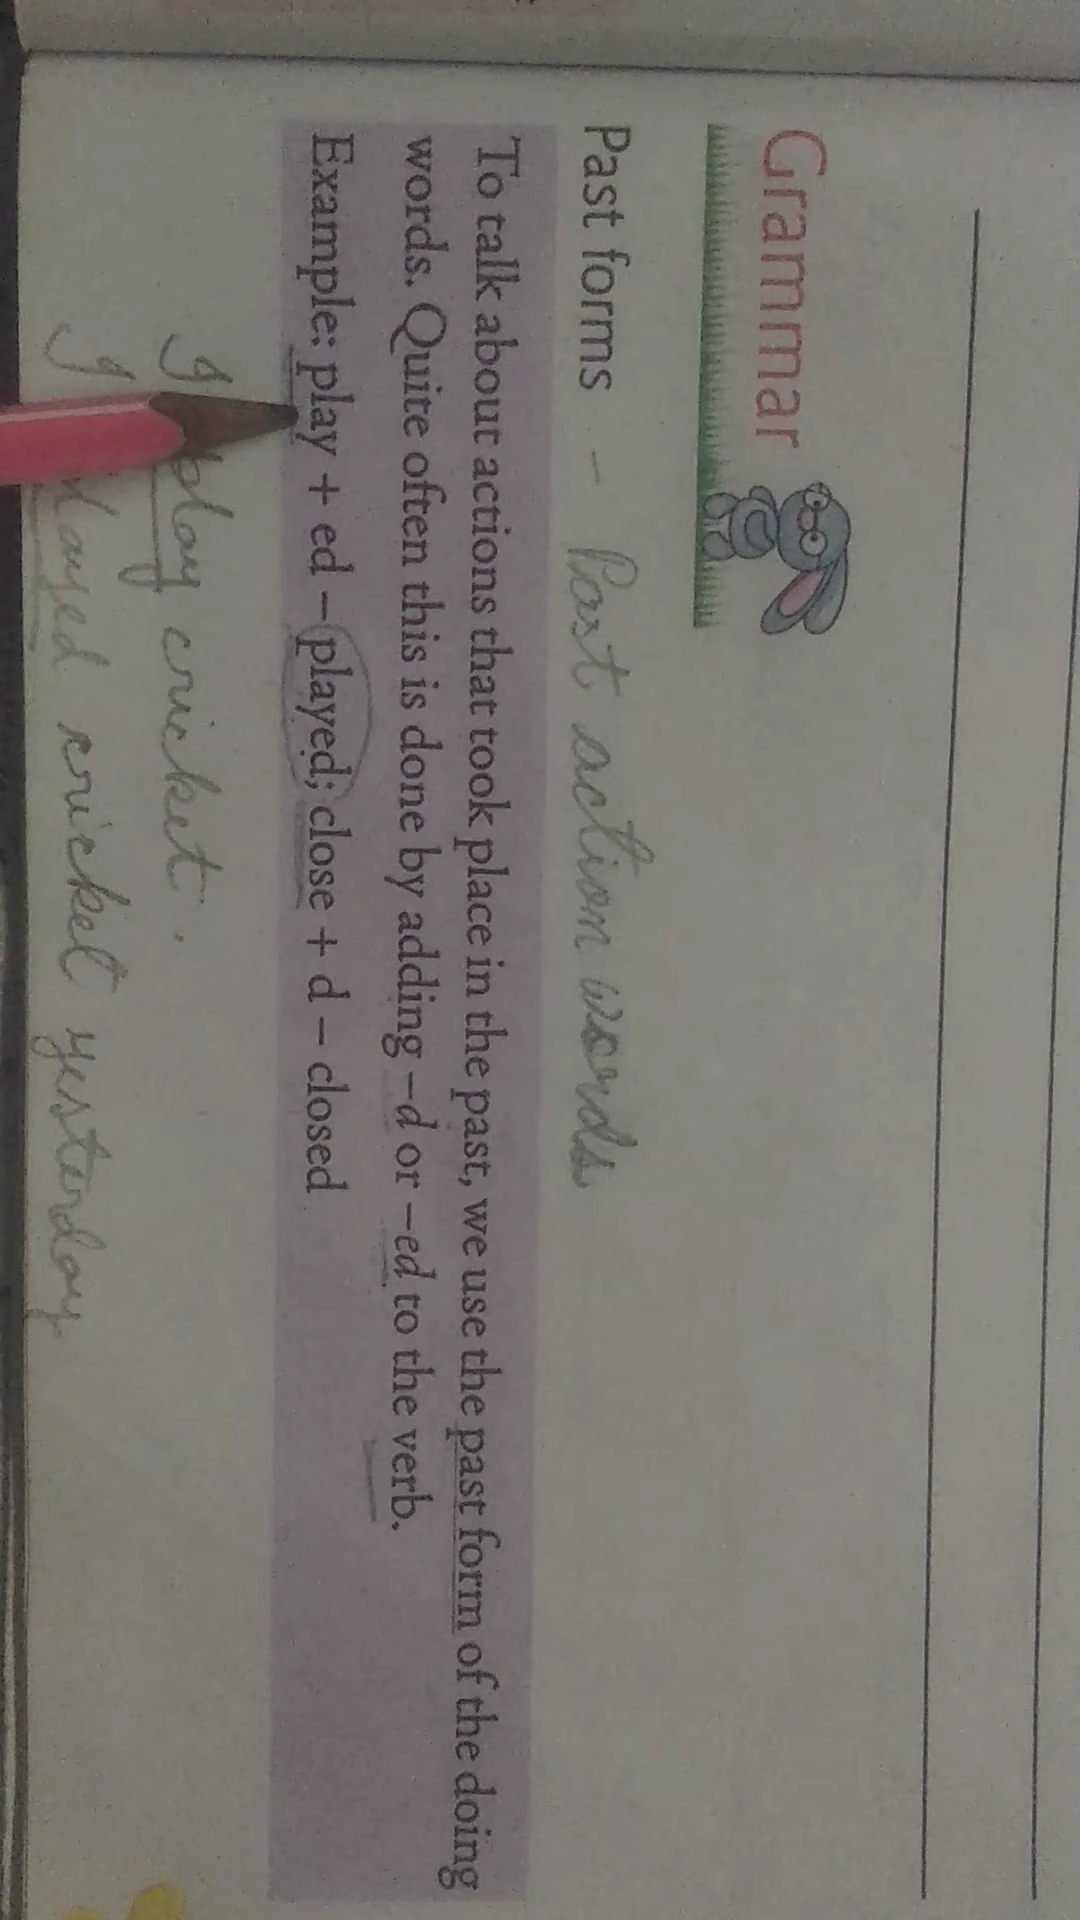 Grammar
Past forms - Past action words
To talk about actions that took place in the past, we use the past form of the doing
words. Quite often this is done by adding –d or –ed to the verb.
Example: play + ed – played; close + d – closed
I play cricket.
I played cricket yesterday